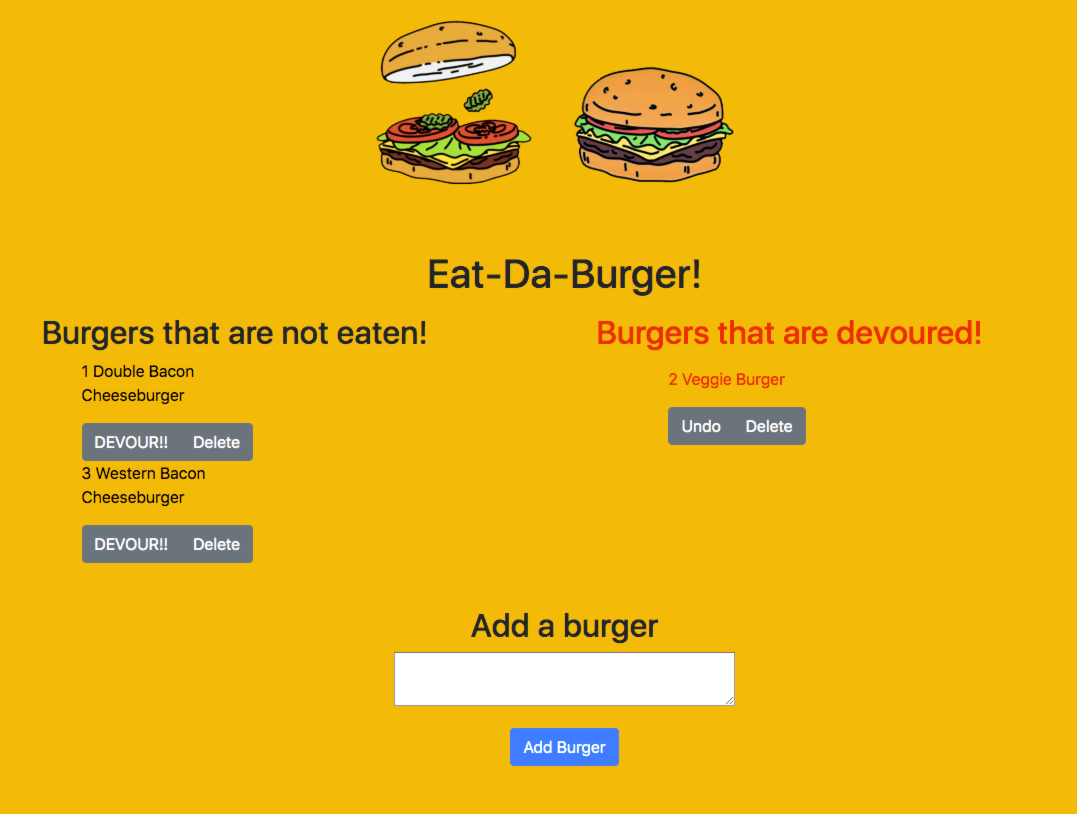 Eat-Da-Burger!
Burgers that are not eaten!
1 Double Bacon
Cheeseburger
DEVOUR!! Delete
3 Western Bacon
Cheeseburger
DEVOUR!! Delete
Burgers that are devoured!
2 Veggie Burger
Undo Delete
Add a burger
Add Burger